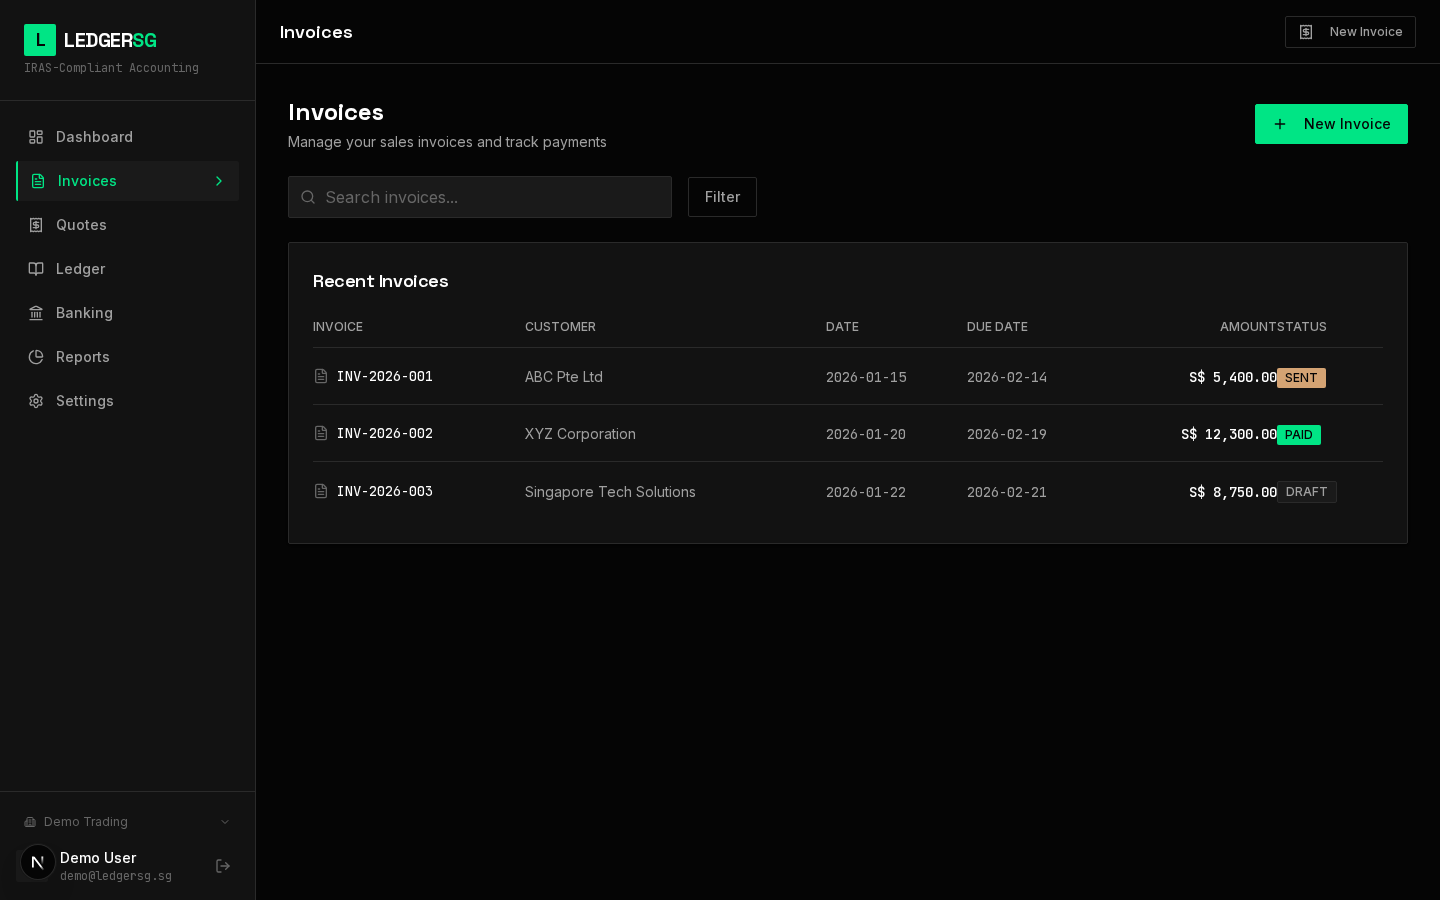 L LEDGERSG
IRAS-Compliant Accounting
Dashboard
Invoices
Quotes
Ledger
Banking
Reports
Settings
Demo Trading
N
Demo User
demo@ledgersg.sg
Invoices
New Invoice
Invoices
Manage your sales invoices and track payments
New Invoice
Search invoices...
Filter
Recent Invoices
INVOICE CUSTOMER DATE DUE DATE AMOUNT STATUS
INV-2026-001 ABC Pte Ltd 2026-01-15 2026-02-14 S$ 5,400.00 SENT
INV-2026-002 XYZ Corporation 2026-01-20 2026-02-19 S$ 12,300.00 PAID
INV-2026-003 Singapore Tech Solutions 2026-01-22 2026-02-21 S$ 8,750.00 DRAFT